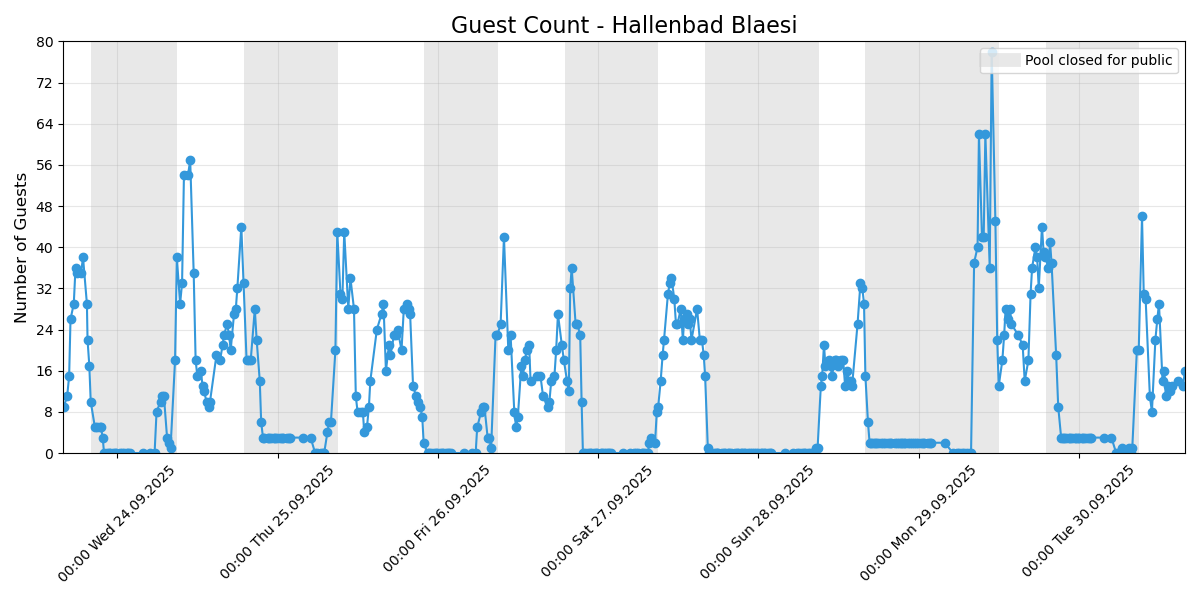 Guest Count - Hallenbad Blaesi
Pool closed for public
Number of Guests
80
72
64
56
48
40
32
24
16
8
0
00:00 Wed 24.09.2025
00:00 Thu 25.09.2025
00:00 Fri 26.09.2025
00:00 Sat 27.09.2025
00:00 Sun 28.09.2025
00:00 Mon 29.09.2025
00:00 Tue 30.09.2025